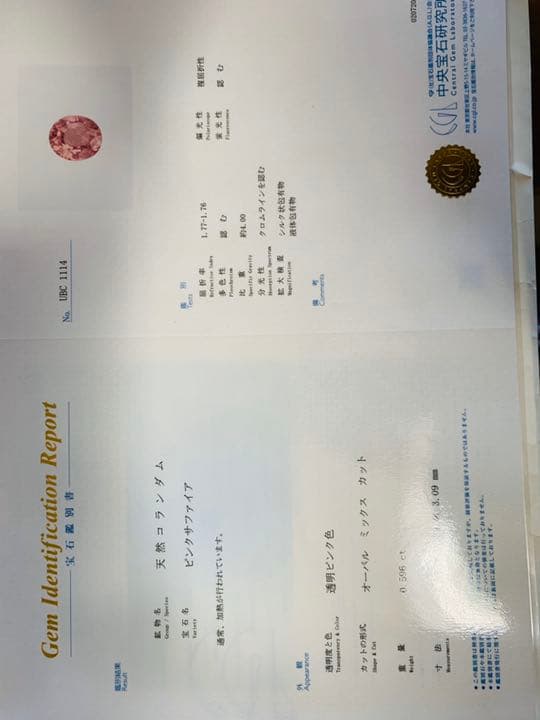 Gem Identification Report
宝石鑑別書
鑑別結果
Result
鉱物名 天然コランダム
Group / Species
宝石名 ピンクサファイア
Variety
通常、加熱が行われています。
外観
Appearance
透明度と色 透明ピンク色
Transparency & Color
カットの形式 オーバル ミックス カット
Shape & Cut
重量 0.596 ct
Weight
寸法 3.09 mm
Measurements
No. UBC 1114
鑑別
Tests
屈折率 1.77-1.76 偏光性 複屈折性
Refractive Index Polariscope
多色性 認む 蛍光性 認む
Pleochroism Fluorescence
比重 約4.00
Specific Gravity
分光性 クロムラインを認む
Absorption Spectrum
拡大検査 シルク状包有物
Magnification 液体包有物
備考
Comments
CGL 中央宝石研究所
Central Gem Laboratory
www.cgl.co.jp
020720